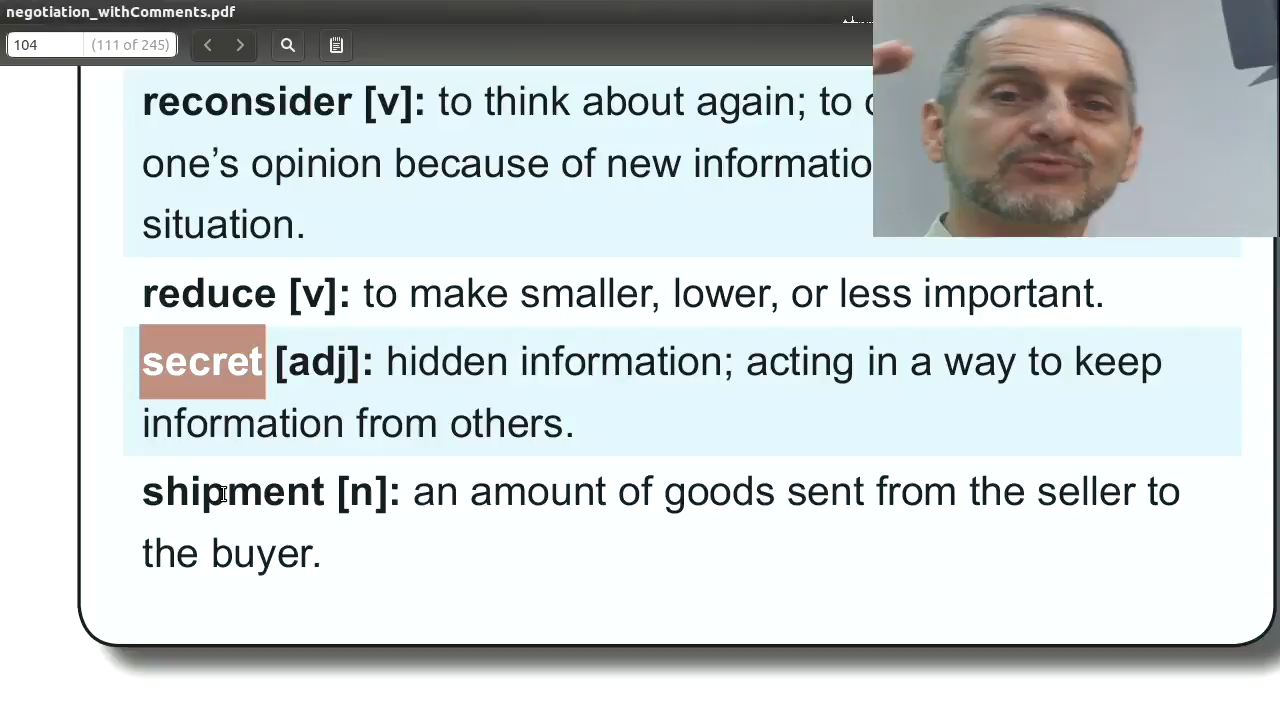 negotiation_withComments.pdf
104 (111 of 245)
reconsider [v]: to think about again; to
one's opinion because of new
situation.
reduce [v]: to make smaller, lower, or less important.
secret [adj]: hidden information; acting in a way to keep
information from others.
shipment [n]: an amount of goods sent from the seller to
the buyer.